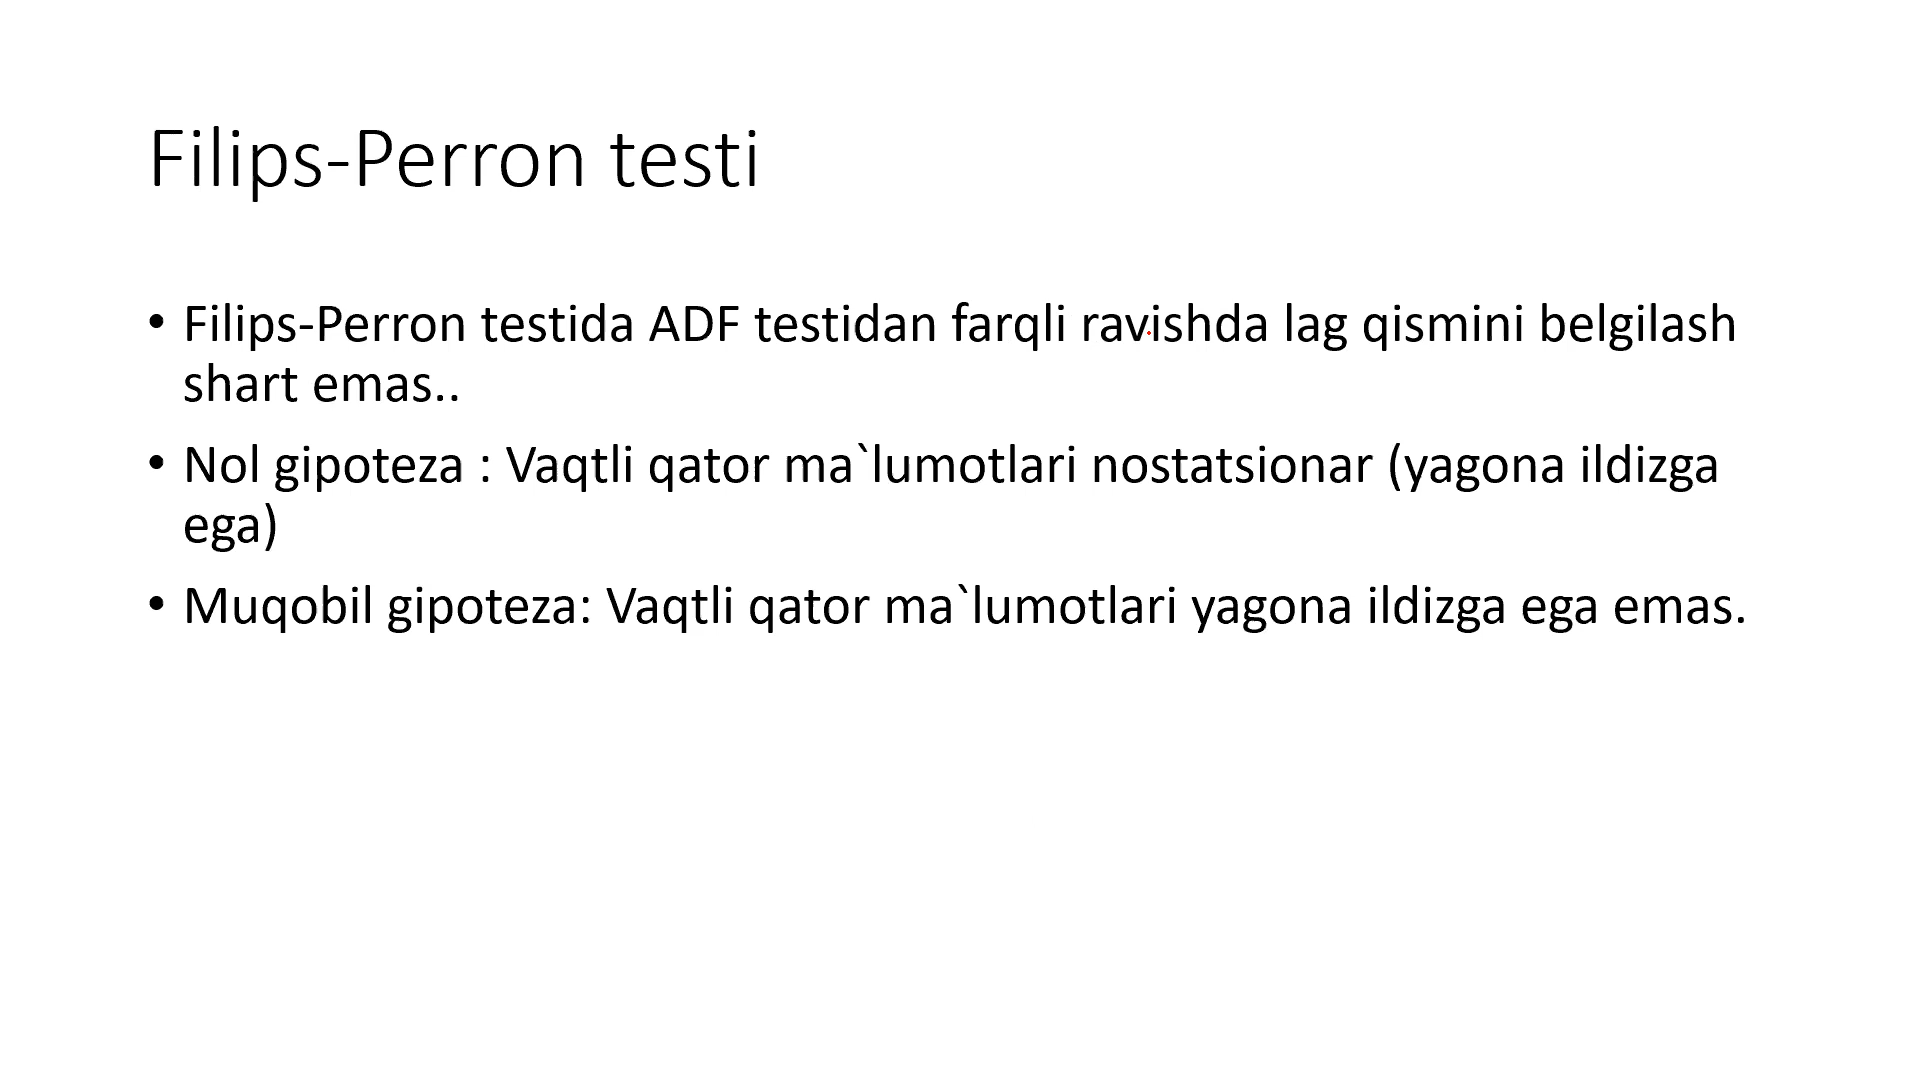 Filips-Perron testi
• Filips-Perron testida ADF testidan farqli ravishda lag qismini belgilash
shart emas..
• Nol gipoteza : Vaqtli qator ma`lumotlari nostatsionar (yagona ildizga
ega)
• Muqobil gipoteza: Vaqtli qator ma`lumotlari yagona ildizga ega emas.